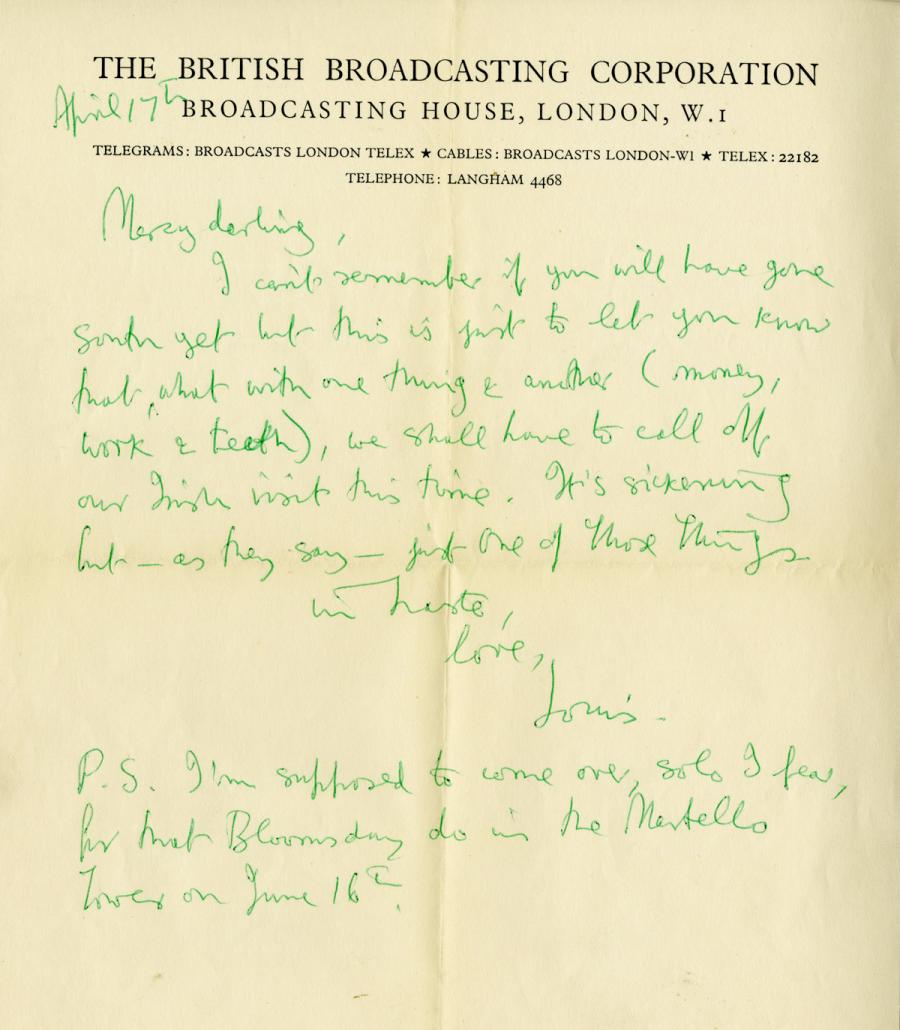 THE BRITISH BROADCASTING CORPORATION
April 17th
BROADCASTING HOUSE, LONDON, W.1
TELEGRAMS: BROADCASTS LONDON TELEX ★ CABLES: BROADCASTS LONDON-W1 ★ TELEX: 22182
TELEPHONE: LANGHAM 4468
Mercy darling,
I can't remember if you will have gone
south yet but this is just to let you know
that, what with one thing & another (money,
work & teeth), we shall have to call off
our Irish visit this time. It's sickening
but – as they say – just One of Those Things
in haste,
love,
Louis.
P.S. I'm supposed to come over, solo I fear,
for that Bloomsday do in the Martello
Tower on June 16th.